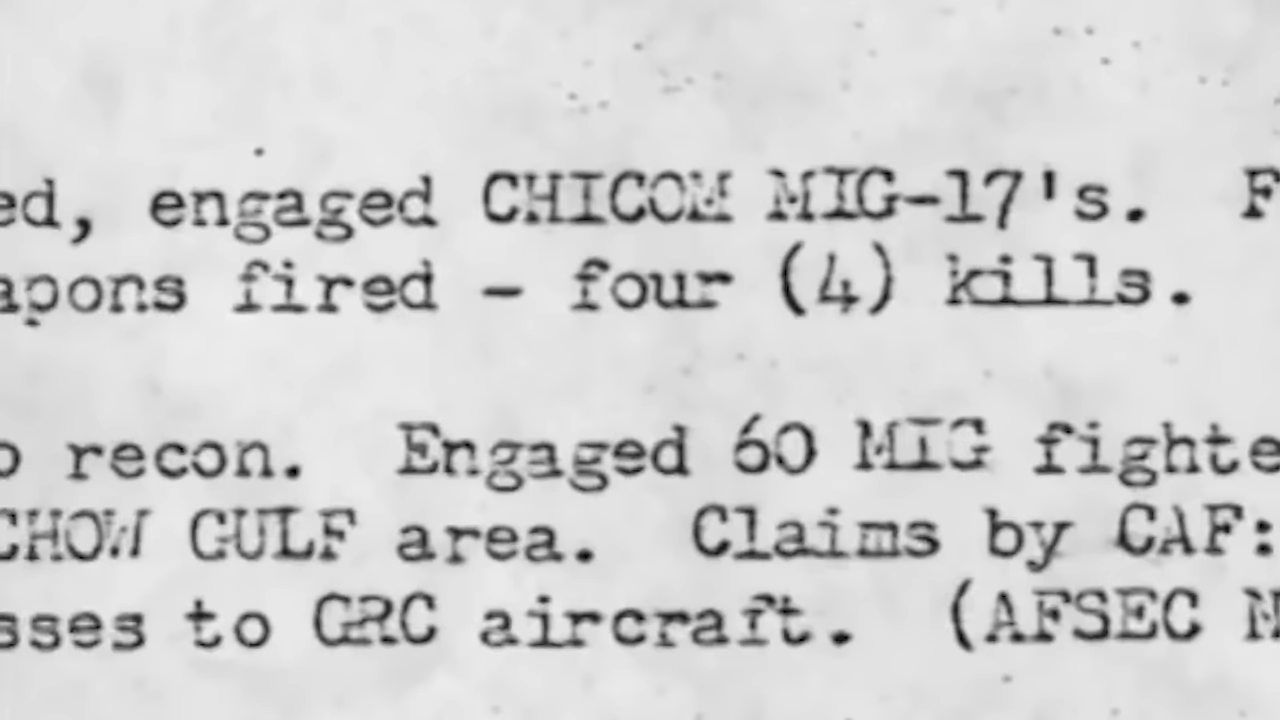 ed, engaged CHICOM MIG-17's. F
apons fired - four (4) kills.
o recon. Engaged 60 MIG fighte
CHOW GULF area. Claims by CAF:
sses to GRC aircraft. (AFSEC N